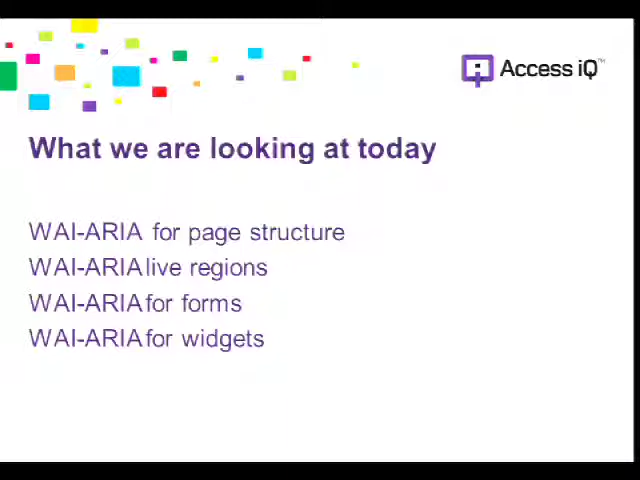 Access iQ™
What we are looking at today
WAI-ARIA for page structure
WAI-ARIA live regions
WAI-ARIA for forms
WAI-ARIA for widgets